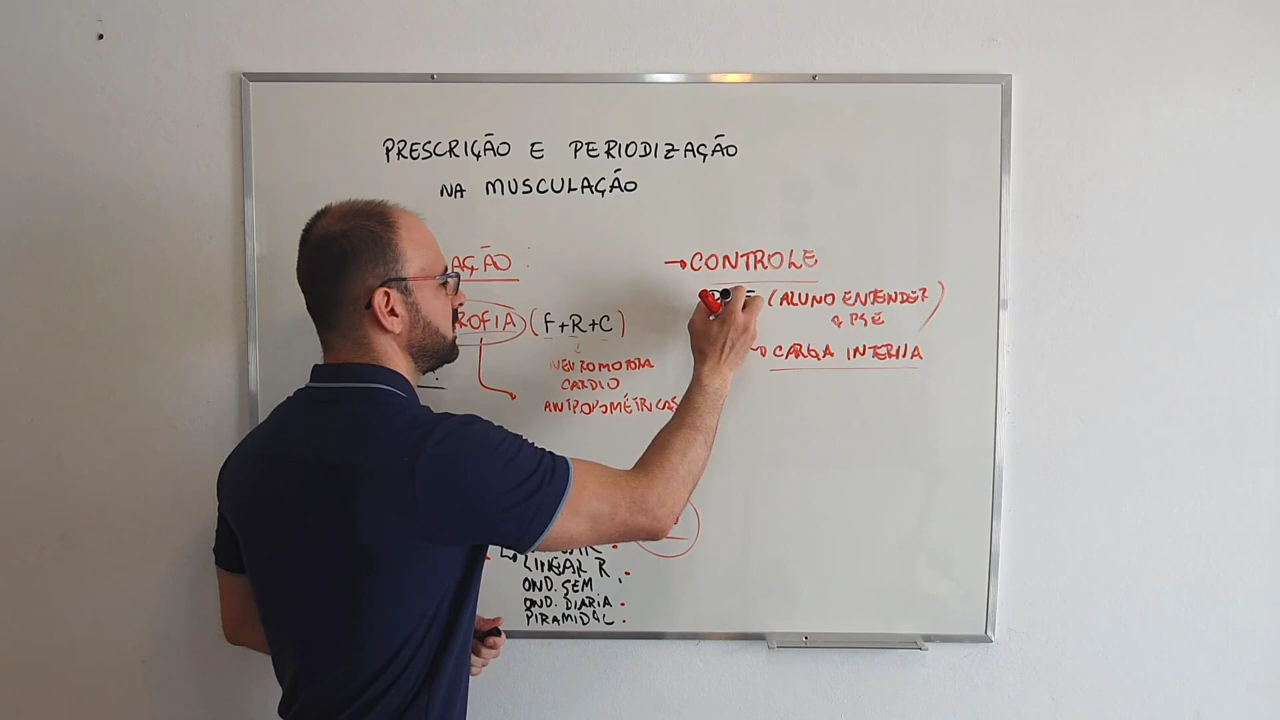 PRESCRIÇÃO E PERIODIZAÇÃO
NA MUSCULAÇÃO
AÇÃO :
ROFIA (F+R+C)
NEUROMOTORA
CARDIO
ANTROPOMÉTRICAS
LINEAR R
OND. SEM
OND. DIARIA
PIRAMIDAL
→CONTROLE
(ALUNO ENTENDER
a PSE)
CARGA INTERNA